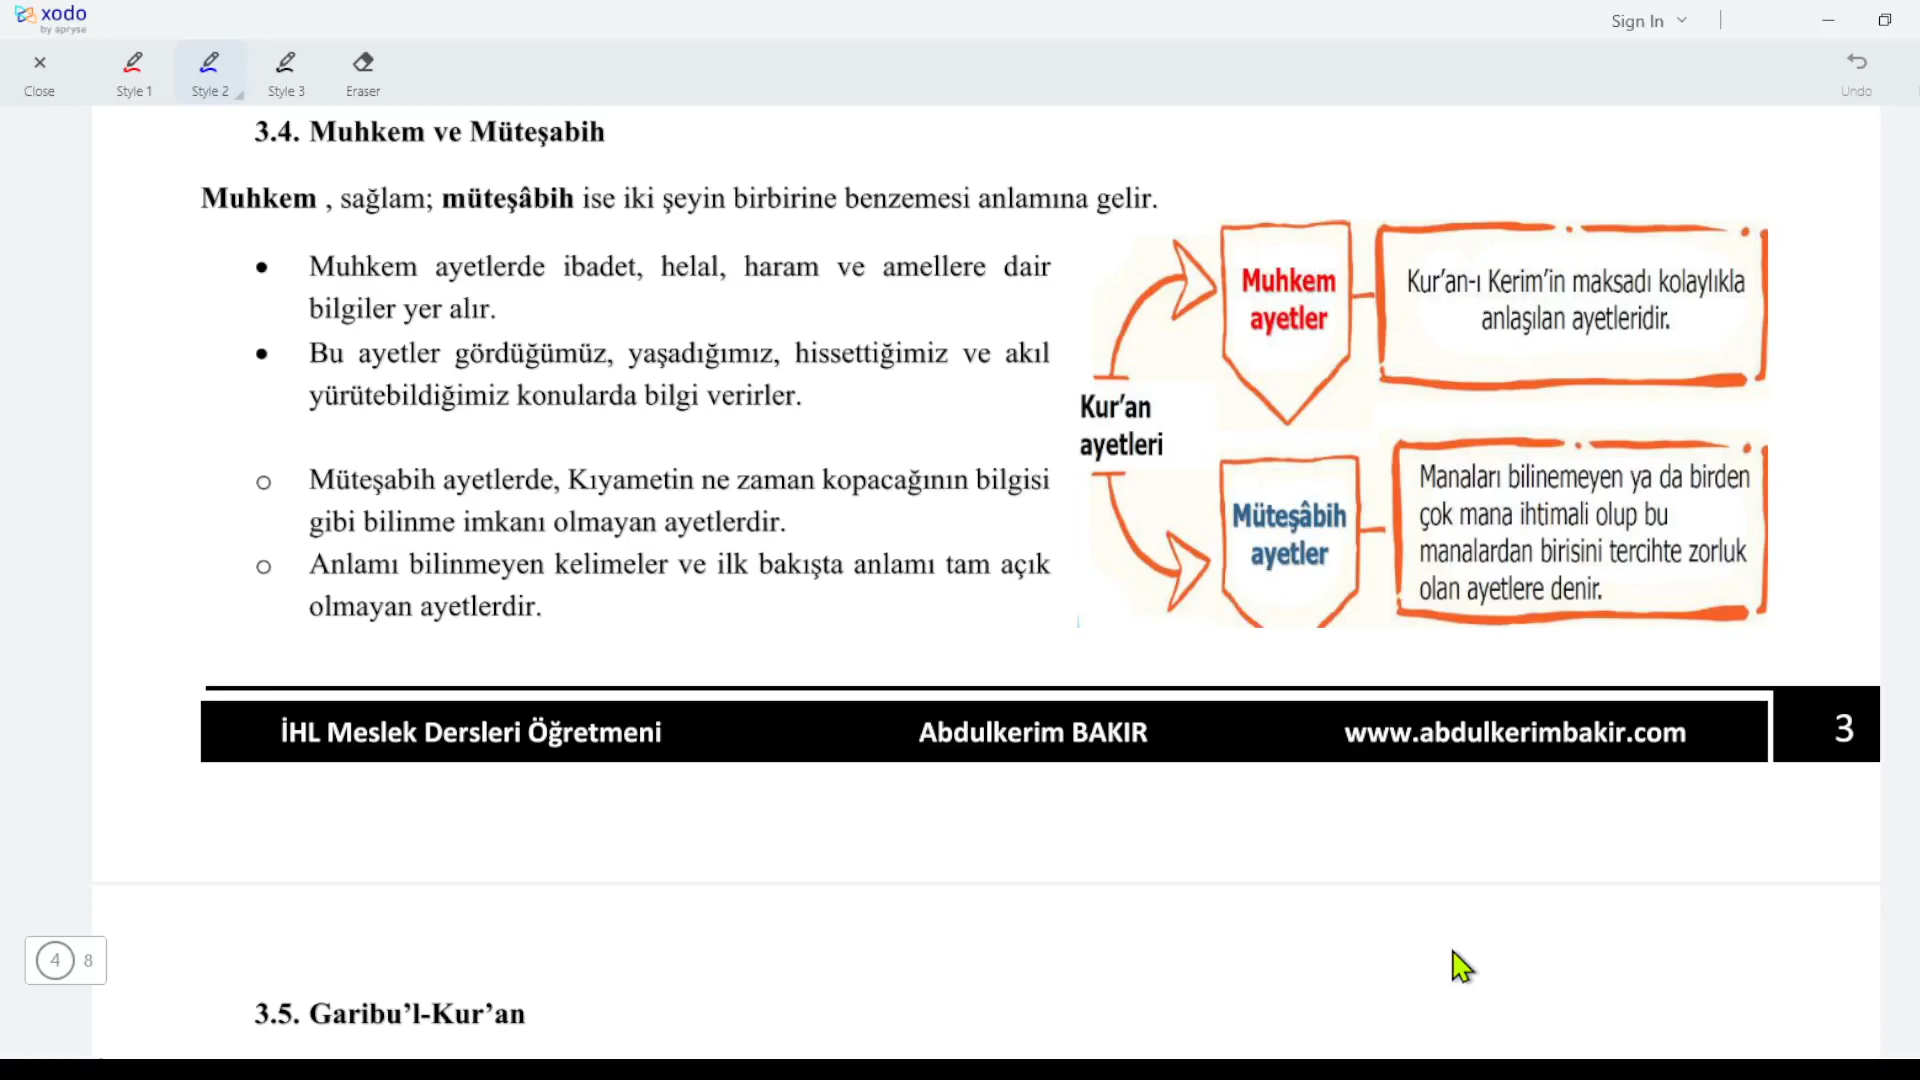 xodo
by apryse
Sign In
Close
Style 1
Style 2
Style 3
Eraser
Undo
3.4. Muhkem ve Müteşabih
Muhkem , sağlam; müteşâbih ise iki şeyin birbirine benzemesi anlamına gelir.
• Muhkem ayetlerde ibadet, helal, haram ve amellere dair
bilgiler yer alır.
• Bu ayetler gördüğümüz, yaşadığımız, hissettiğimiz ve akıl
yürütebildiğimiz konularda bilgi verirler.
o Müteşabih ayetlerde, Kıyametin ne zaman kopacağının bilgisi
gibi bilinme imkanı olmayan ayetlerdir.
o Anlamı bilinmeyen kelimeler ve ilk bakışta anlamı tam açık
olmayan ayetlerdir.
Kur'an
ayetleri
Muhkem
ayetler
Kur'an-ı Kerim'in maksadı kolaylıkla
anlaşılan ayetleridir.
Müteşâbih
ayetler
Manaları bilinemeyen ya da birden
çok mana ihtimali olup bu
manalardan birisini tercihte zorluk
olan ayetlere denir.
İHL Meslek Dersleri Öğretmeni Abdulkerim BAKIR www.abdulkerimbakir.com 3
4 8
3.5. Garibu’l-Kur’an